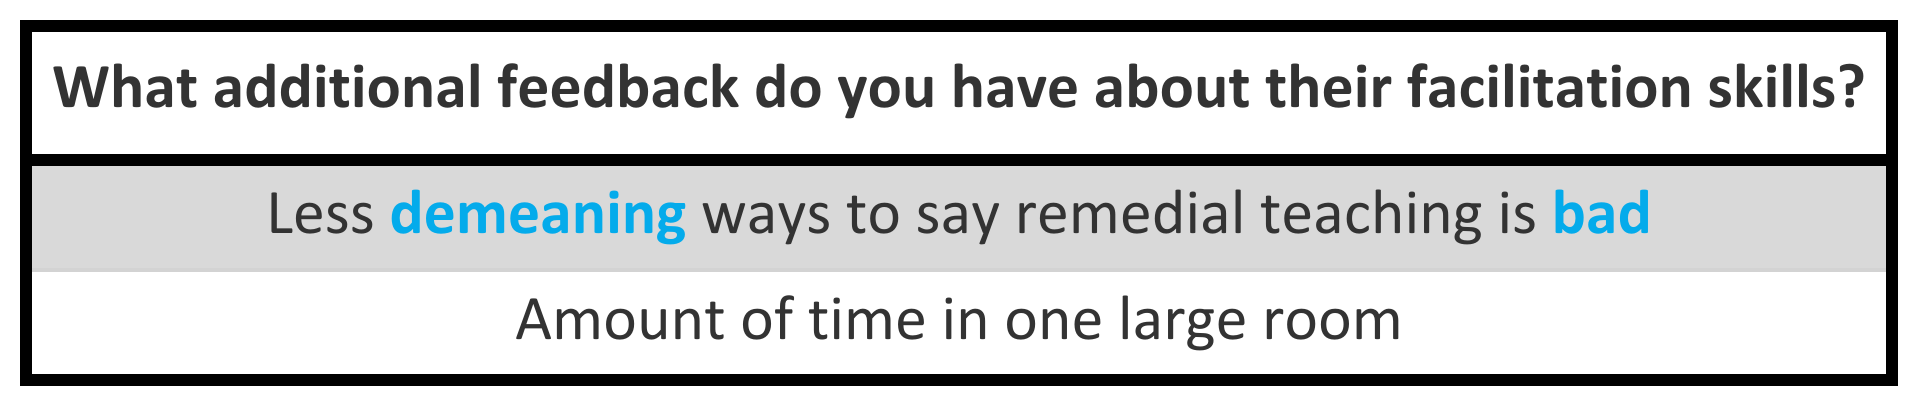 What additional feedback do you have about their facilitation skills?
Less demeaning ways to say remedial teaching is bad
Amount of time in one large room